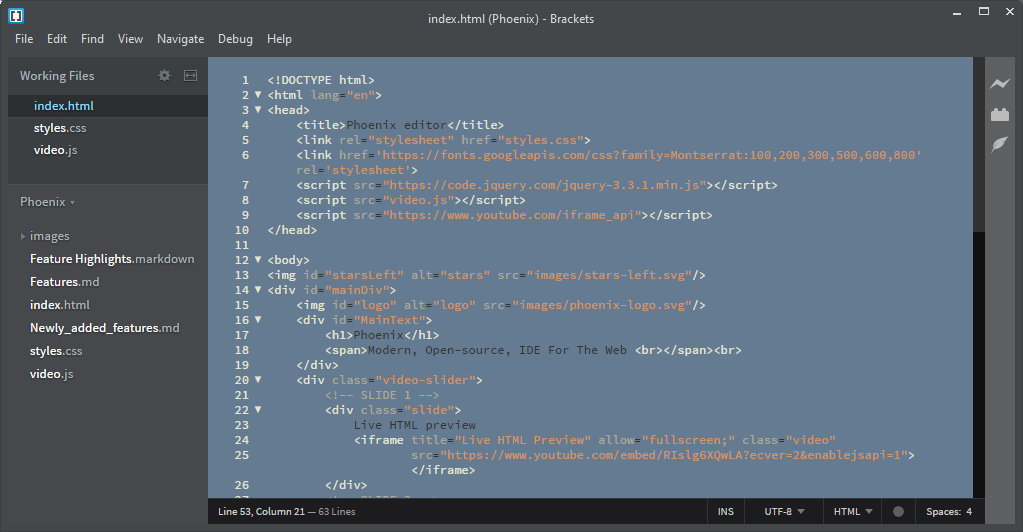 index.html (Phoenix) - Brackets
File Edit Find View Navigate Debug Help
Working Files
index.html
styles.css
video.js
Phoenix
images
Feature Highlights.markdown
Features.md
index.html
Newly_added_features.md
styles.css
video.js
1 <!DOCTYPE html>
2 <html lang="en">
3 <head>
4 <title>Phoenix editor</title>
5 <link rel="stylesheet" href="styles.css">
6 <link href='https://fonts.googleapis.com/css?family=Montserrat:100,200,300,500,600,800'
rel='stylesheet'>
7 <script src="https://code.jquery.com/jquery-3.3.1.min.js"></script>
8 <script src="video.js"></script>
9 <script src="https://www.youtube.com/iframe_api"></script>
10 </head>
11
12 <body>
13 <img id="starsLeft" alt="stars" src="images/stars-left.svg"/>
14 <div id="mainDiv">
15 <img id="logo" alt="logo" src="images/phoenix-logo.svg"/>
16 <div id="MainText">
17 <h1>Phoenix</h1>
18 <span>Modern, Open-source, IDE For The Web <br></span><br>
19 </div>
20 <div class="video-slider">
21 <!-- SLIDE 1 -->
22 <div class="slide">
23 Live HTML preview
24 <iframe title="Live HTML Preview" allow="fullscreen;" class="video"
25 src="https://www.youtube.com/embed/RIslg6XQwLA?ecver=2&enablejsapi=1">
</iframe>
26 </div>
Line 53, Column 21 — 63 Lines
INS UTF-8 HTML Spaces: 4